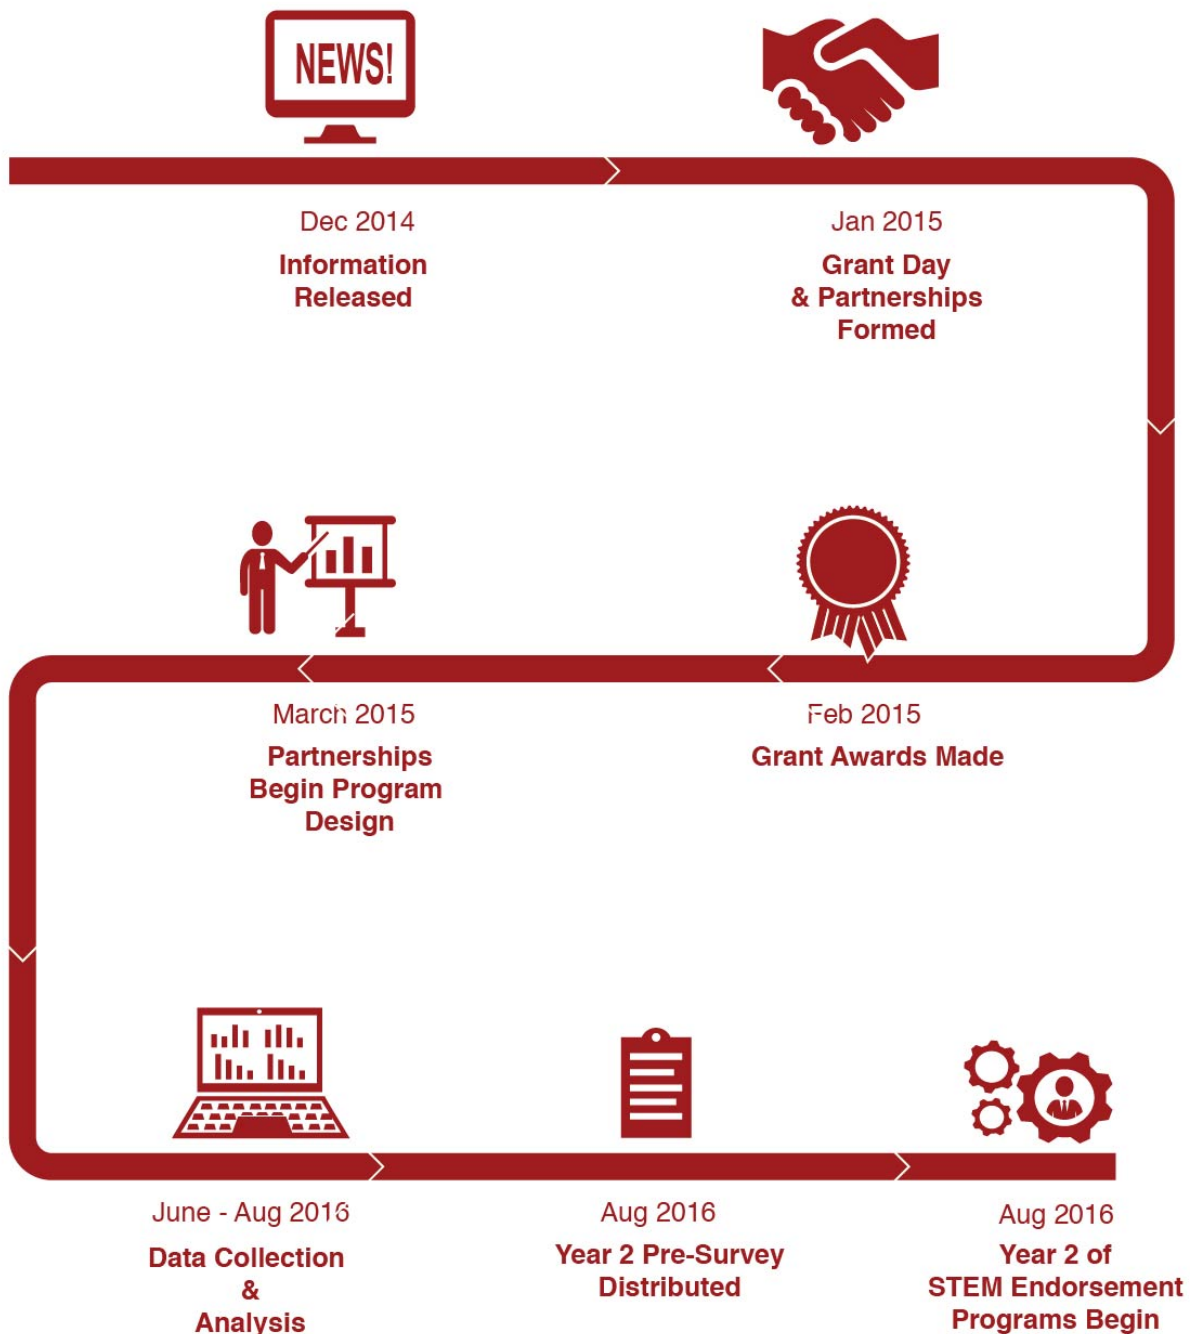 NEWS!
Dec 2014
Information
Released
Jan 2015
Grant Day
& Partnerships
Formed
March 2015
Partnerships
Begin Program
Design
Feb 2015
Grant Awards Made
June - Aug 2016
Data Collection
&
Analysis
Aug 2016
Year 2 Pre-Survey
Distributed
Aug 2016
Year 2 of
STEM Endorsement
Programs Begin